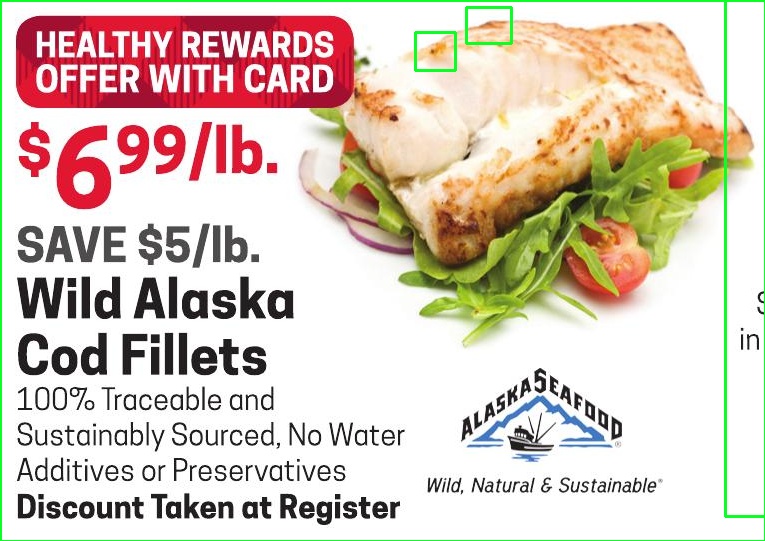 HEALTHY REWARDS
OFFER WITH CARD
$6.99/lb.
SAVE $5/lb.
Wild Alaska
Cod Fillets
100% Traceable and
Sustainably Sourced, No Water
Additives or Preservatives
Discount Taken at Register
ALASKA SEAFOOD®
Wild, Natural & Sustainable®
in